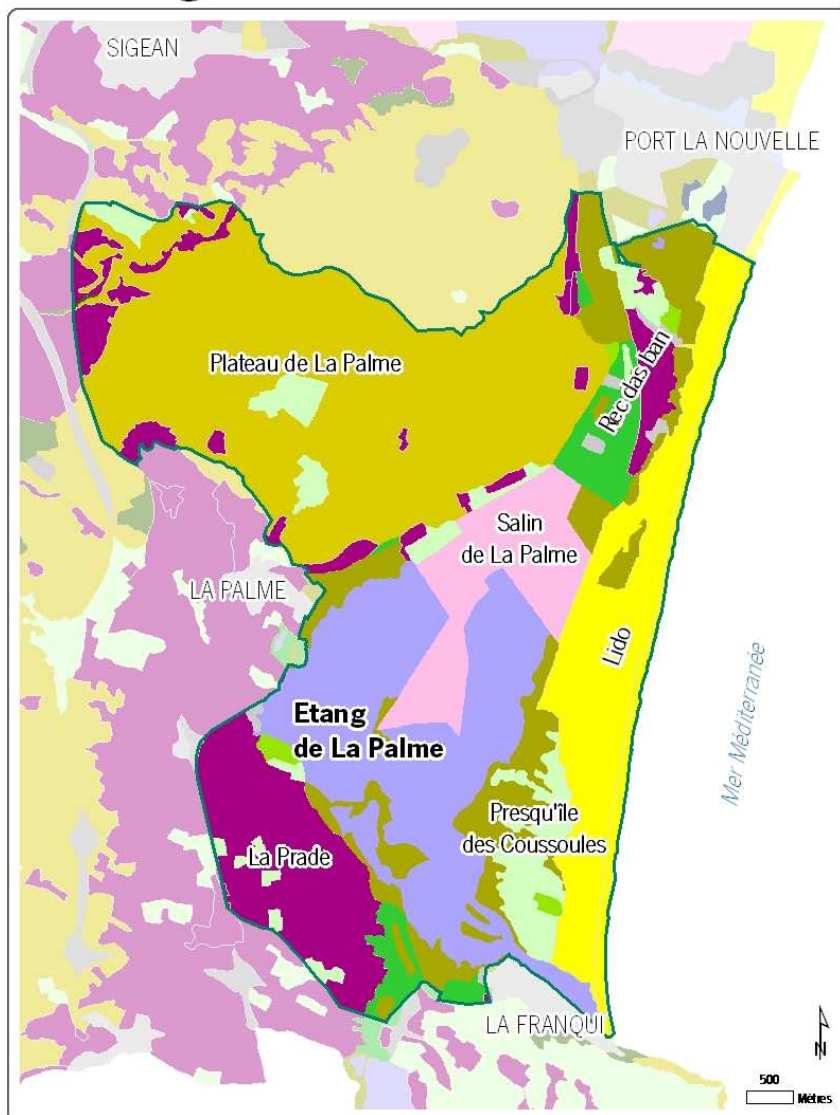 SIGEAN
PORT LA NOUVELLE
Plateau de La Palme
Rec das ban
Salin
de La Palme
LA PALME
Lido
Etang
de La Palme
Mer Méditerranée
Presqu'île
des Coussoules
La Prade
LA FRANQUI
N
500
Mètres